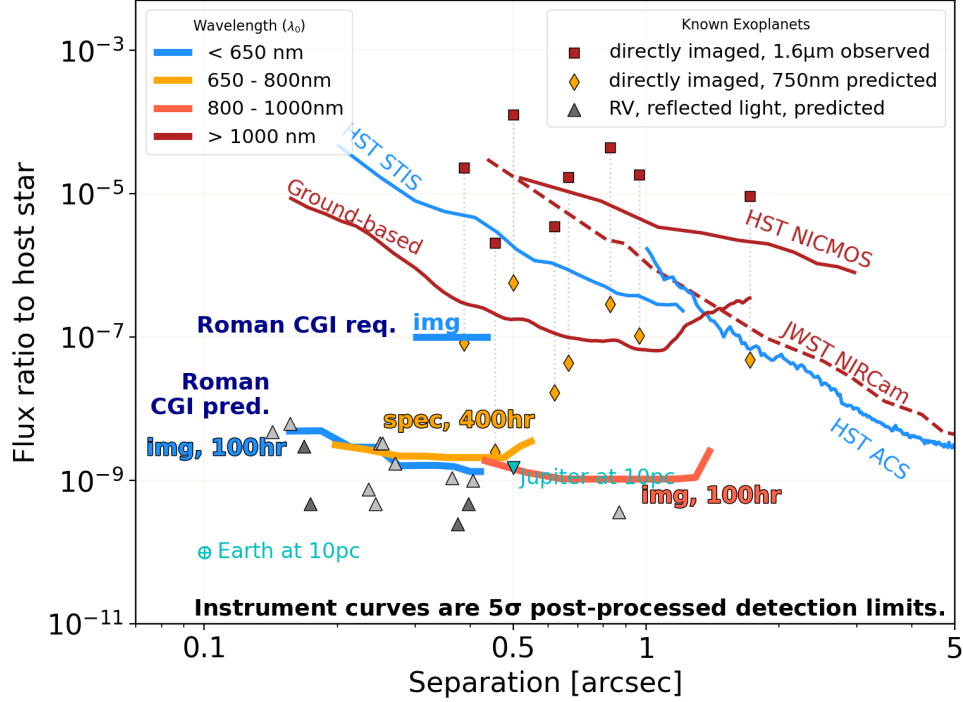 Wavelength (λ₀)
< 650 nm
650 - 800nm
800 - 1000nm
> 1000 nm
Known Exoplanets
directly imaged, 1.6μm observed
directly imaged, 750nm predicted
RV, reflected light, predicted
10⁻³
10⁻⁵
10⁻⁷
10⁻⁹
10⁻¹¹
Flux ratio to host star
HST STIS
Ground-based
HST NICMOS
Roman CGI req.
img
JWST NIRCam
Roman
CGI pred.
spec, 400hr
img, 100hr
HST ACS
Jupiter at 10pc
img, 100hr
Earth at 10pc
Instrument curves are 5σ post-processed detection limits.
0.1
0.5
1
5
Separation [arcsec]